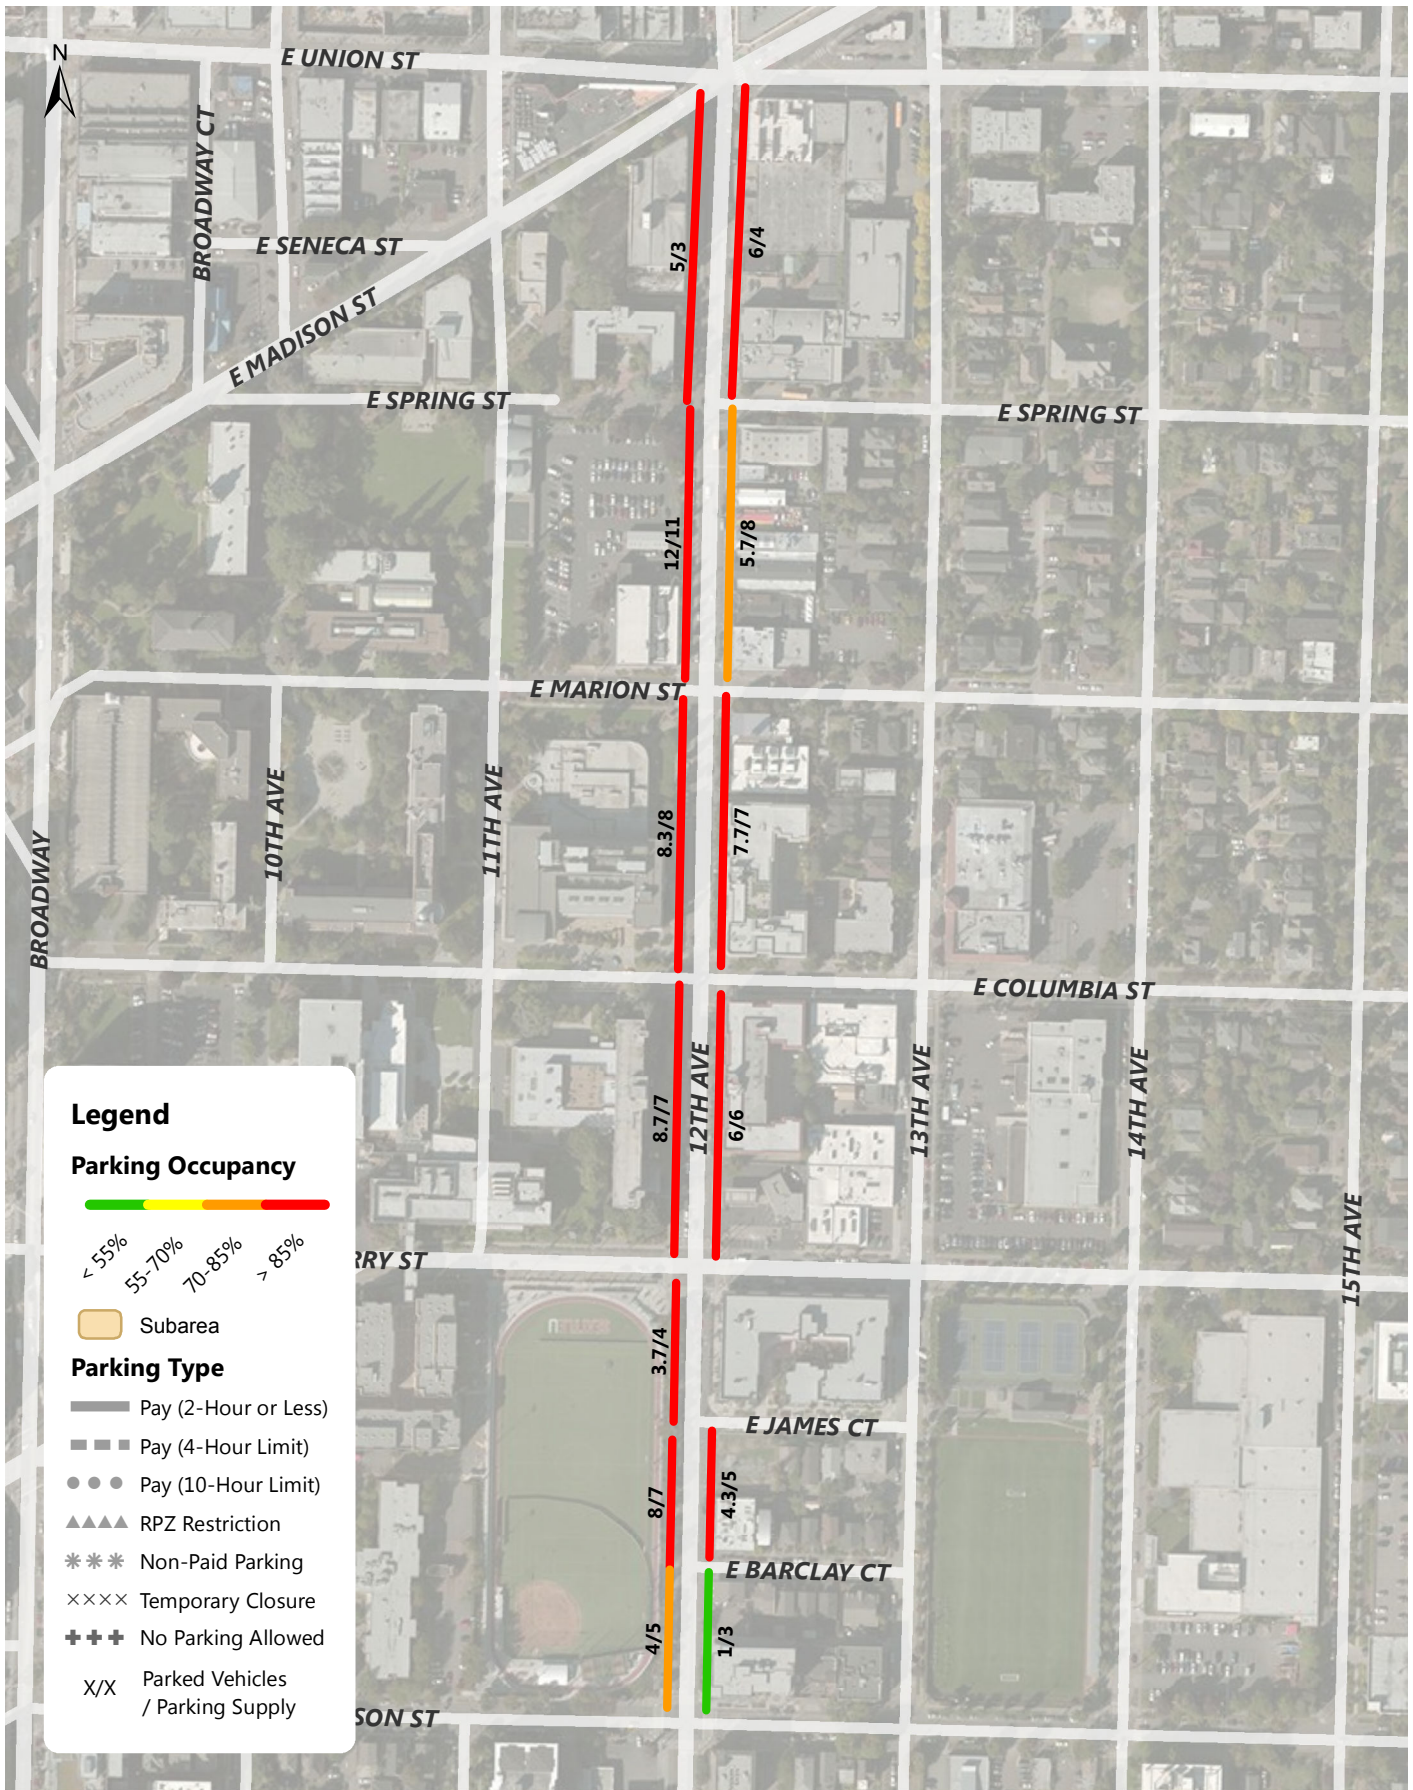 N
E UNION ST
BROADWAY CT
E SENECA ST
5/3
6/4
E MADISON ST
E SPRING ST
E SPRING ST
12/11
5.7/8
E MARION ST
10TH AVE
11TH AVE
8.3/8
7.7/7
BROADWAY
E COLUMBIA ST
8.7/7
12TH AVE
6/6
13TH AVE
14TH AVE
15TH AVE
RRY ST
3.7/4
SEATTLE U
E JAMES CT
8/7
4.3/5
E BARCLAY CT
4/5
1/3
SON ST
Legend
Parking Occupancy
< 55%
55-70%
70-85%
> 85%
Subarea
Parking Type
Pay (2-Hour or Less)
Pay (4-Hour Limit)
Pay (10-Hour Limit)
RPZ Restriction
Non-Paid Parking
Temporary Closure
No Parking Allowed
X/X
Parked Vehicles
/ Parking Supply